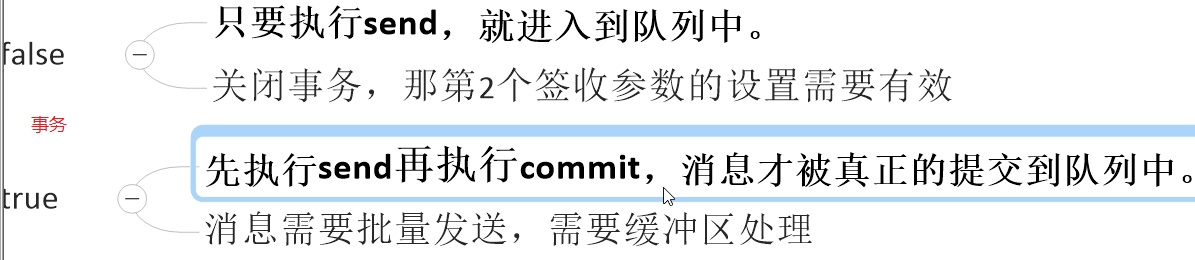 只要执行send，就进入到队列中。
false
关闭事务，那第2个签收参数的设置需要有效
事务
先执行send再执行commit，消息才被真正的提交到队列中。
true
消息需要批量发送，需要缓冲区处理